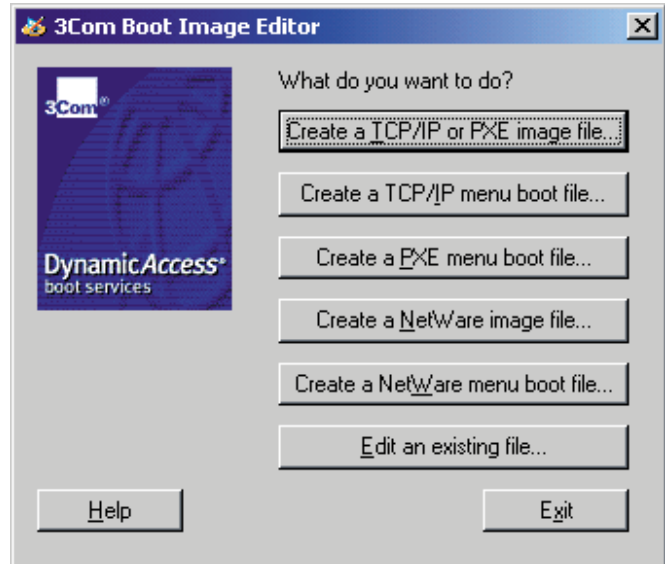 3Com Boot Image Editor
3Com®
DynamicAccess®
boot services
What do you want to do?
Create a TCP/IP or PXE image file...
Create a TCP/IP menu boot file...
Create a PXE menu boot file...
Create a NetWare image file...
Create a NetWare menu boot file...
Edit an existing file...
Help
Exit